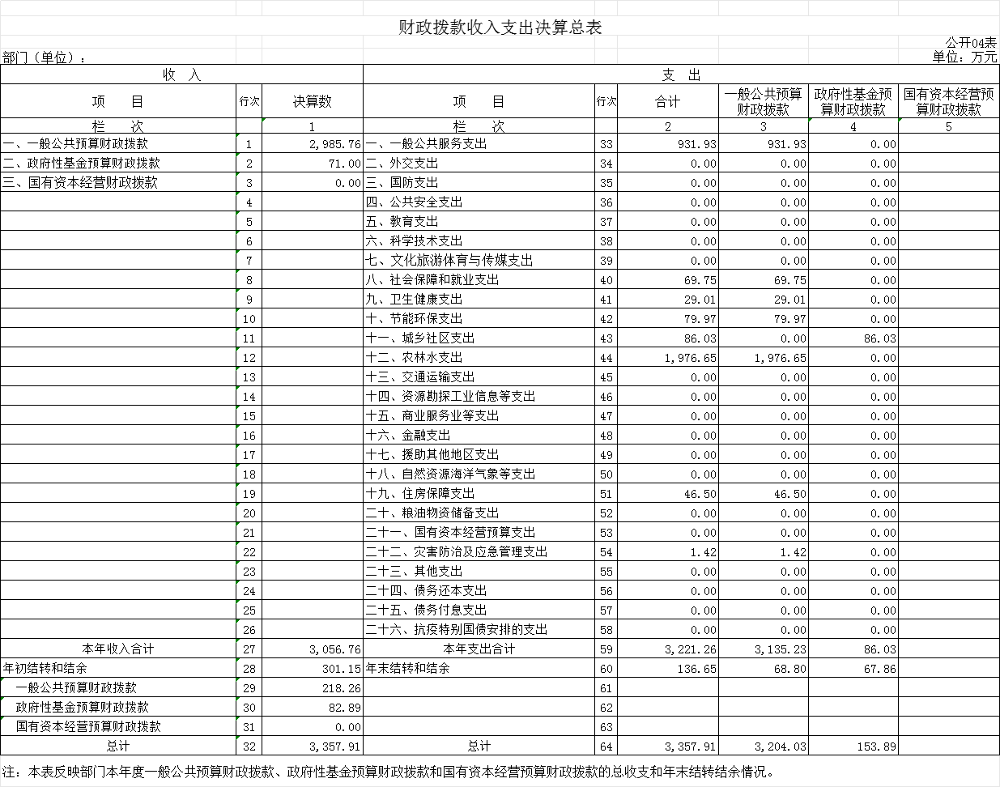 财政拨款收入支出决算总表
公开04表
部门（单位）： 单位：万元
收 入 支 出
项 目 行次 决算数 项 目 行次 合计 一般公共预算财政拨款 政府性基金预算财政拨款 国有资本经营预算财政拨款
栏 次 1 栏 次 2 3 4 5
一、一般公共预算财政拨款 1 2,985.76 一、一般公共服务支出 33 931.93 931.93 0.00
二、政府性基金预算财政拨款 2 71.00 二、外交支出 34 0.00 0.00 0.00
三、国有资本经营财政拨款 3 0.00 三、国防支出 35 0.00 0.00 0.00
4 四、公共安全支出 36 0.00 0.00 0.00
5 五、教育支出 37 0.00 0.00 0.00
6 六、科学技术支出 38 0.00 0.00 0.00
7 七、文化旅游体育与传媒支出 39 0.00 0.00 0.00
8 八、社会保障和就业支出 40 69.75 69.75 0.00
9 九、卫生健康支出 41 29.01 29.01 0.00
10 十、节能环保支出 42 79.97 79.97 0.00
11 十一、城乡社区支出 43 86.03 0.00 86.03
12 十二、农林水支出 44 1,976.65 1,976.65 0.00
13 十三、交通运输支出 45 0.00 0.00 0.00
14 十四、资源勘探工业信息等支出 46 0.00 0.00 0.00
15 十五、商业服务业等支出 47 0.00 0.00 0.00
16 十六、金融支出 48 0.00 0.00 0.00
17 十七、援助其他地区支出 49 0.00 0.00 0.00
18 十八、自然资源海洋气象等支出 50 0.00 0.00 0.00
19 十九、住房保障支出 51 46.50 46.50 0.00
20 二十、粮油物资储备支出 52 0.00 0.00 0.00
21 二十一、国有资本经营预算支出 53 0.00 0.00 0.00
22 二十二、灾害防治及应急管理支出 54 1.42 1.42 0.00
23 二十三、其他支出 55 0.00 0.00 0.00
24 二十四、债务还本支出 56 0.00 0.00 0.00
25 二十五、债务付息支出 57 0.00 0.00 0.00
26 二十六、抗疫特别国债安排的支出 58 0.00 0.00 0.00
本年收入合计 27 3,056.76 本年支出合计 59 3,221.26 3,135.23 86.03
年初结转和结余 28 301.15 年末结转和结余 60 136.65 68.80 67.86
一般公共预算财政拨款 29 218.26 61
政府性基金预算财政拨款 30 82.89 62
国有资本经营预算财政拨款 31 0.00 63
总计 32 3,357.91 总计 64 3,357.91 3,204.03 153.89
注：本表反映部门本年度一般公共预算财政拨款、政府性基金预算财政拨款和国有资本经营预算财政拨款的总收支和年末结转结余情况。